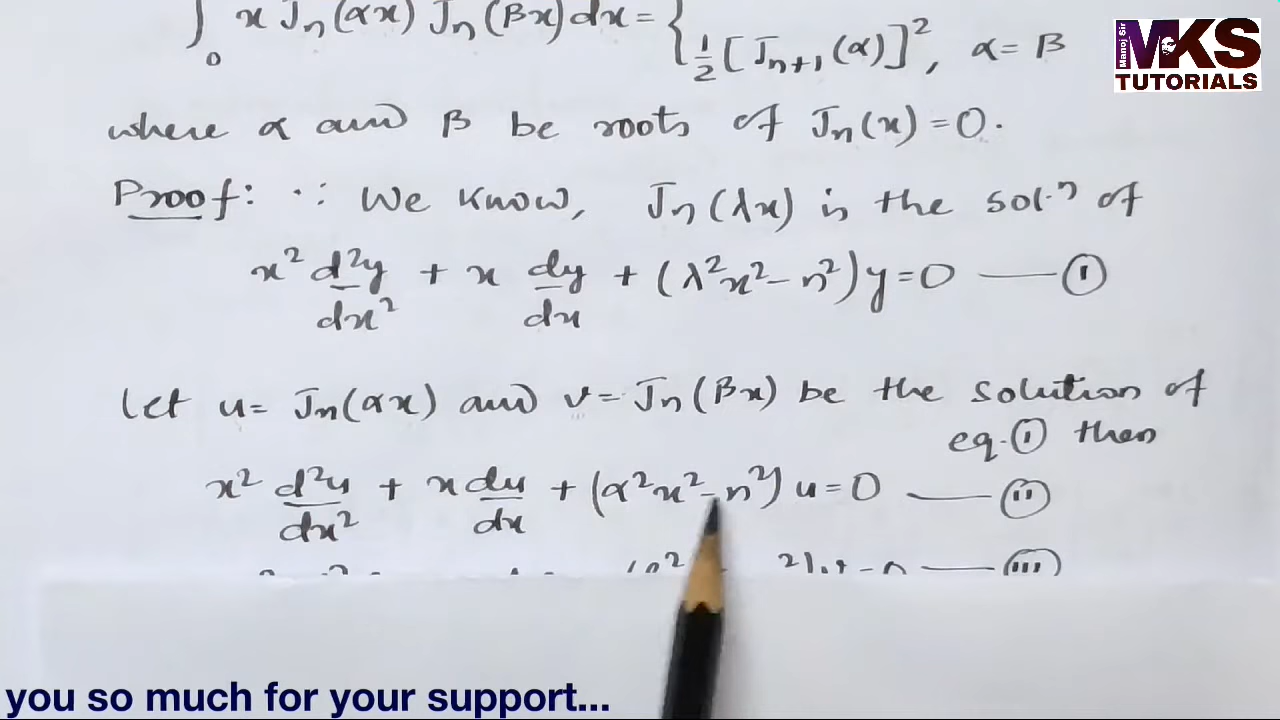 ∫₀ x Jn(αx) Jn(βx) dx = { ½ [Jn+1(α)]², α = β
Manoj Sir MKS
TUTORIALS
where α and β be roots of Jn(x) = 0.
Proof: ∵ We know, Jn(λx) is the sol.n of
x² d²y/dx² + x dy/dx + (λ²x² - n²) y = 0 —— (I)
Let u = Jn(αx) and v = Jn(βx) be the solution of
eq. (I) then
x² d²u/dx² + x du/dx + (α²x² - n²) u = 0 —— (II)
—— (III)
you so much for your support...